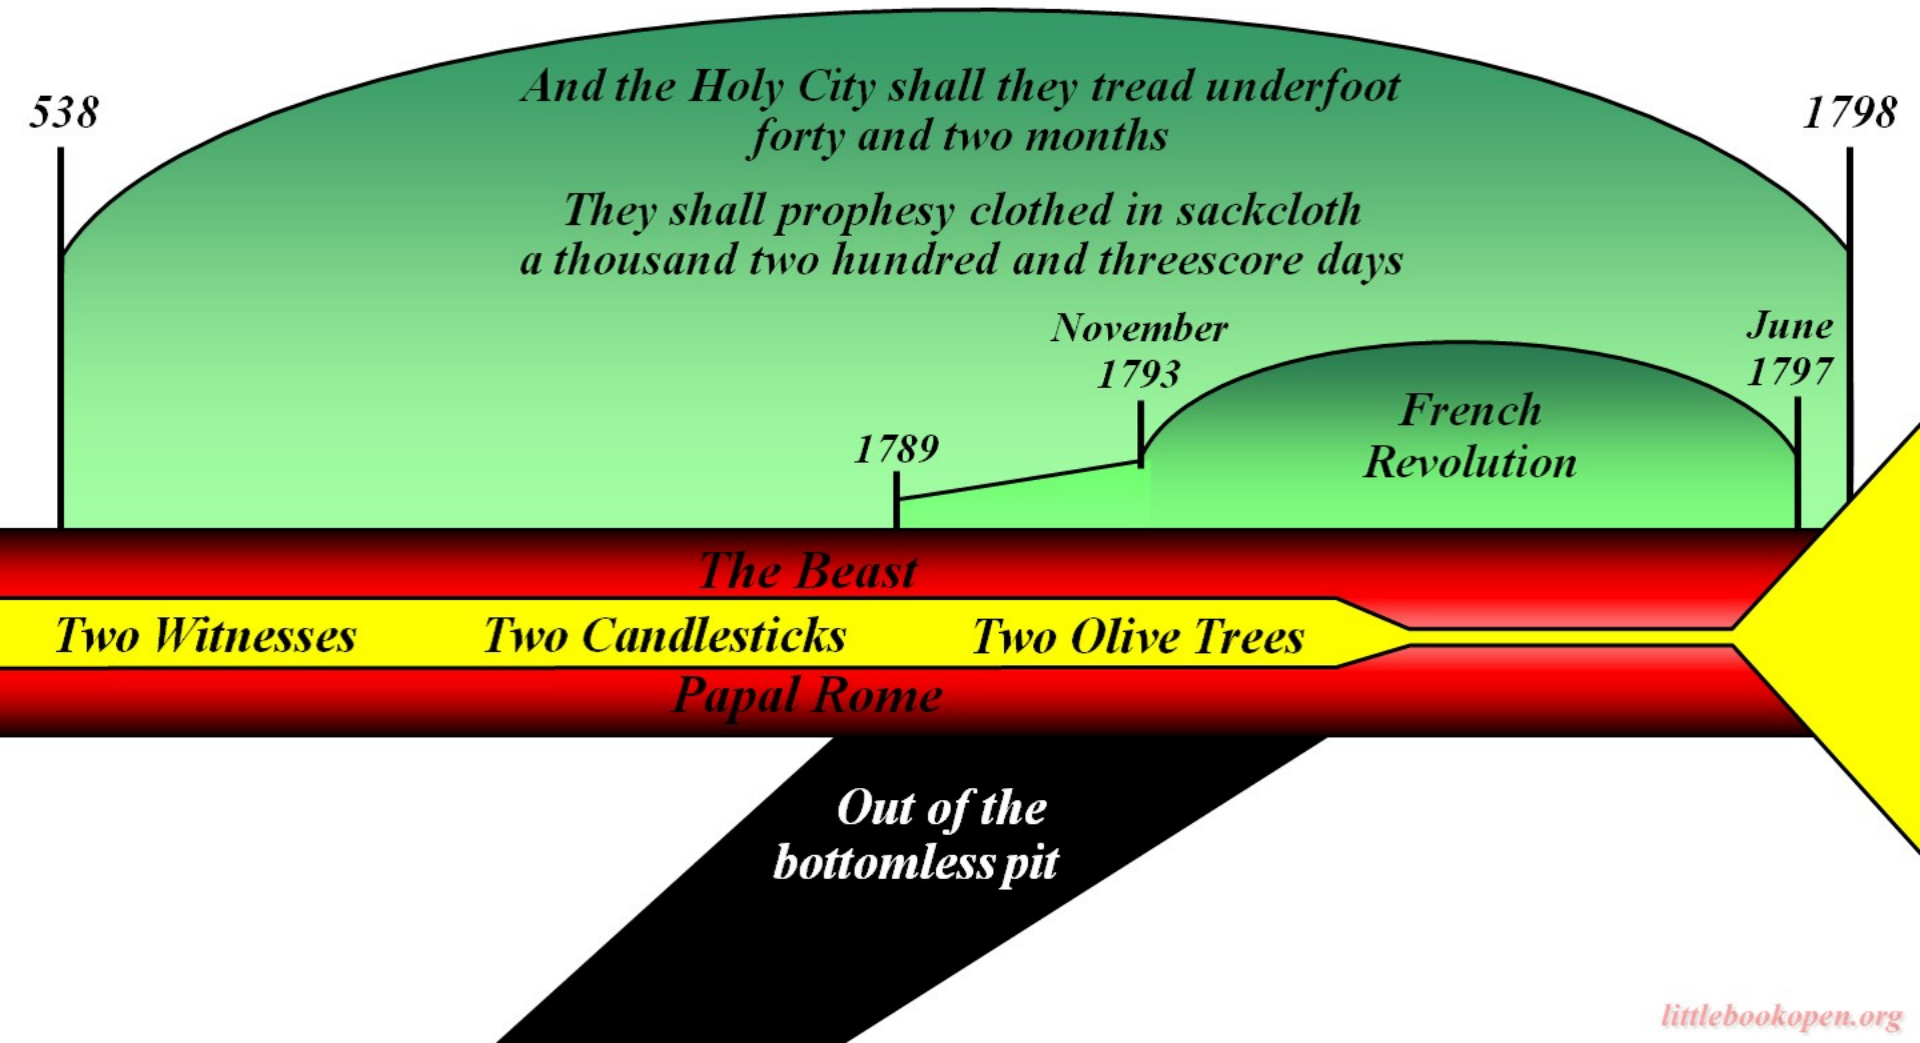 538
1798
And the Holy City shall they tread underfoot
forty and two months
They shall prophesy clothed in sackcloth
a thousand two hundred and threescore days
November
1793
June
1797
1789
French
Revolution
The Beast
Two Witnesses
Two Candlesticks
Two Olive Trees
Papal Rome
Out of the
bottomless pit
littlebookopen.org